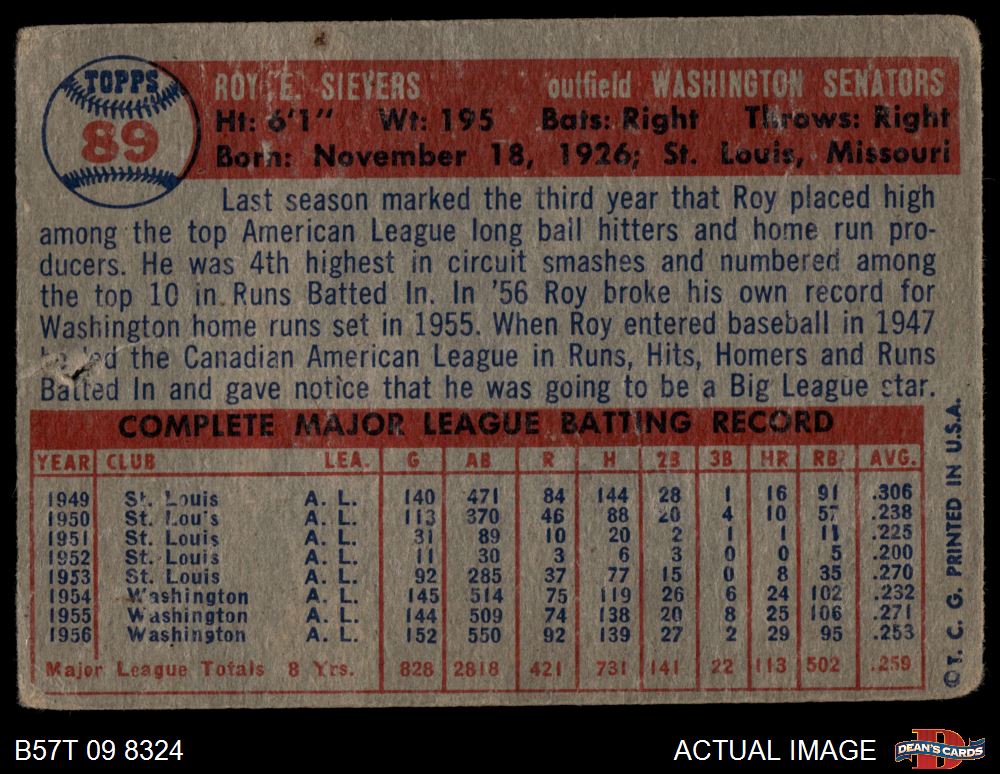 TOPPS
89
ROY E. SIEVERS outfield WASHINGTON SENATORS
Ht: 6'1" Wt: 195 Bats: Right Throws: Right
Born: November 18, 1926; St. Louis, Missouri
Last season marked the third year that Roy placed high
among the top American League long ball hitters and home run pro-
ducers. He was 4th highest in circuit smashes and numbered among
the top 10 in Runs Batted In. In '56 Roy broke his own record for
Washington home runs set in 1955. When Roy entered baseball in 1947
the Canadian American League in Runs, Hits, Homers and Runs
Batted In and gave notice that he was going to be a Big League star.
COMPLETE MAJOR LEAGUE BATTING RECORD
YEAR CLUB LEA. G AB R H 2B 3B HR RBI AVG.
1949 St. Louis A. L. 140 471 84 144 28 1 16 91 .306
1950 St. Louis A. L. 113 370 46 88 20 4 10 57 .238
1951 St. Louis A. L. 31 89 10 20 2 1 1 11 .225
1952 St. Louis A. L. 11 30 3 6 3 0 0 5 .200
1953 St. Louis A. L. 92 285 37 77 15 0 8 35 .270
1954 Washington A. L. 145 514 75 119 26 6 24 102 .232
1955 Washington A. L. 144 509 74 138 20 8 25 106 .271
1956 Washington A. L. 152 550 92 139 27 2 29 95 .253
Major League Totals 8 Yrs. 828 2818 421 731 141 22 113 502 .259
©T. C. G. PRINTED IN U.S.A.
B57T 09 8324 ACTUAL IMAGE DEAN'S CARDS